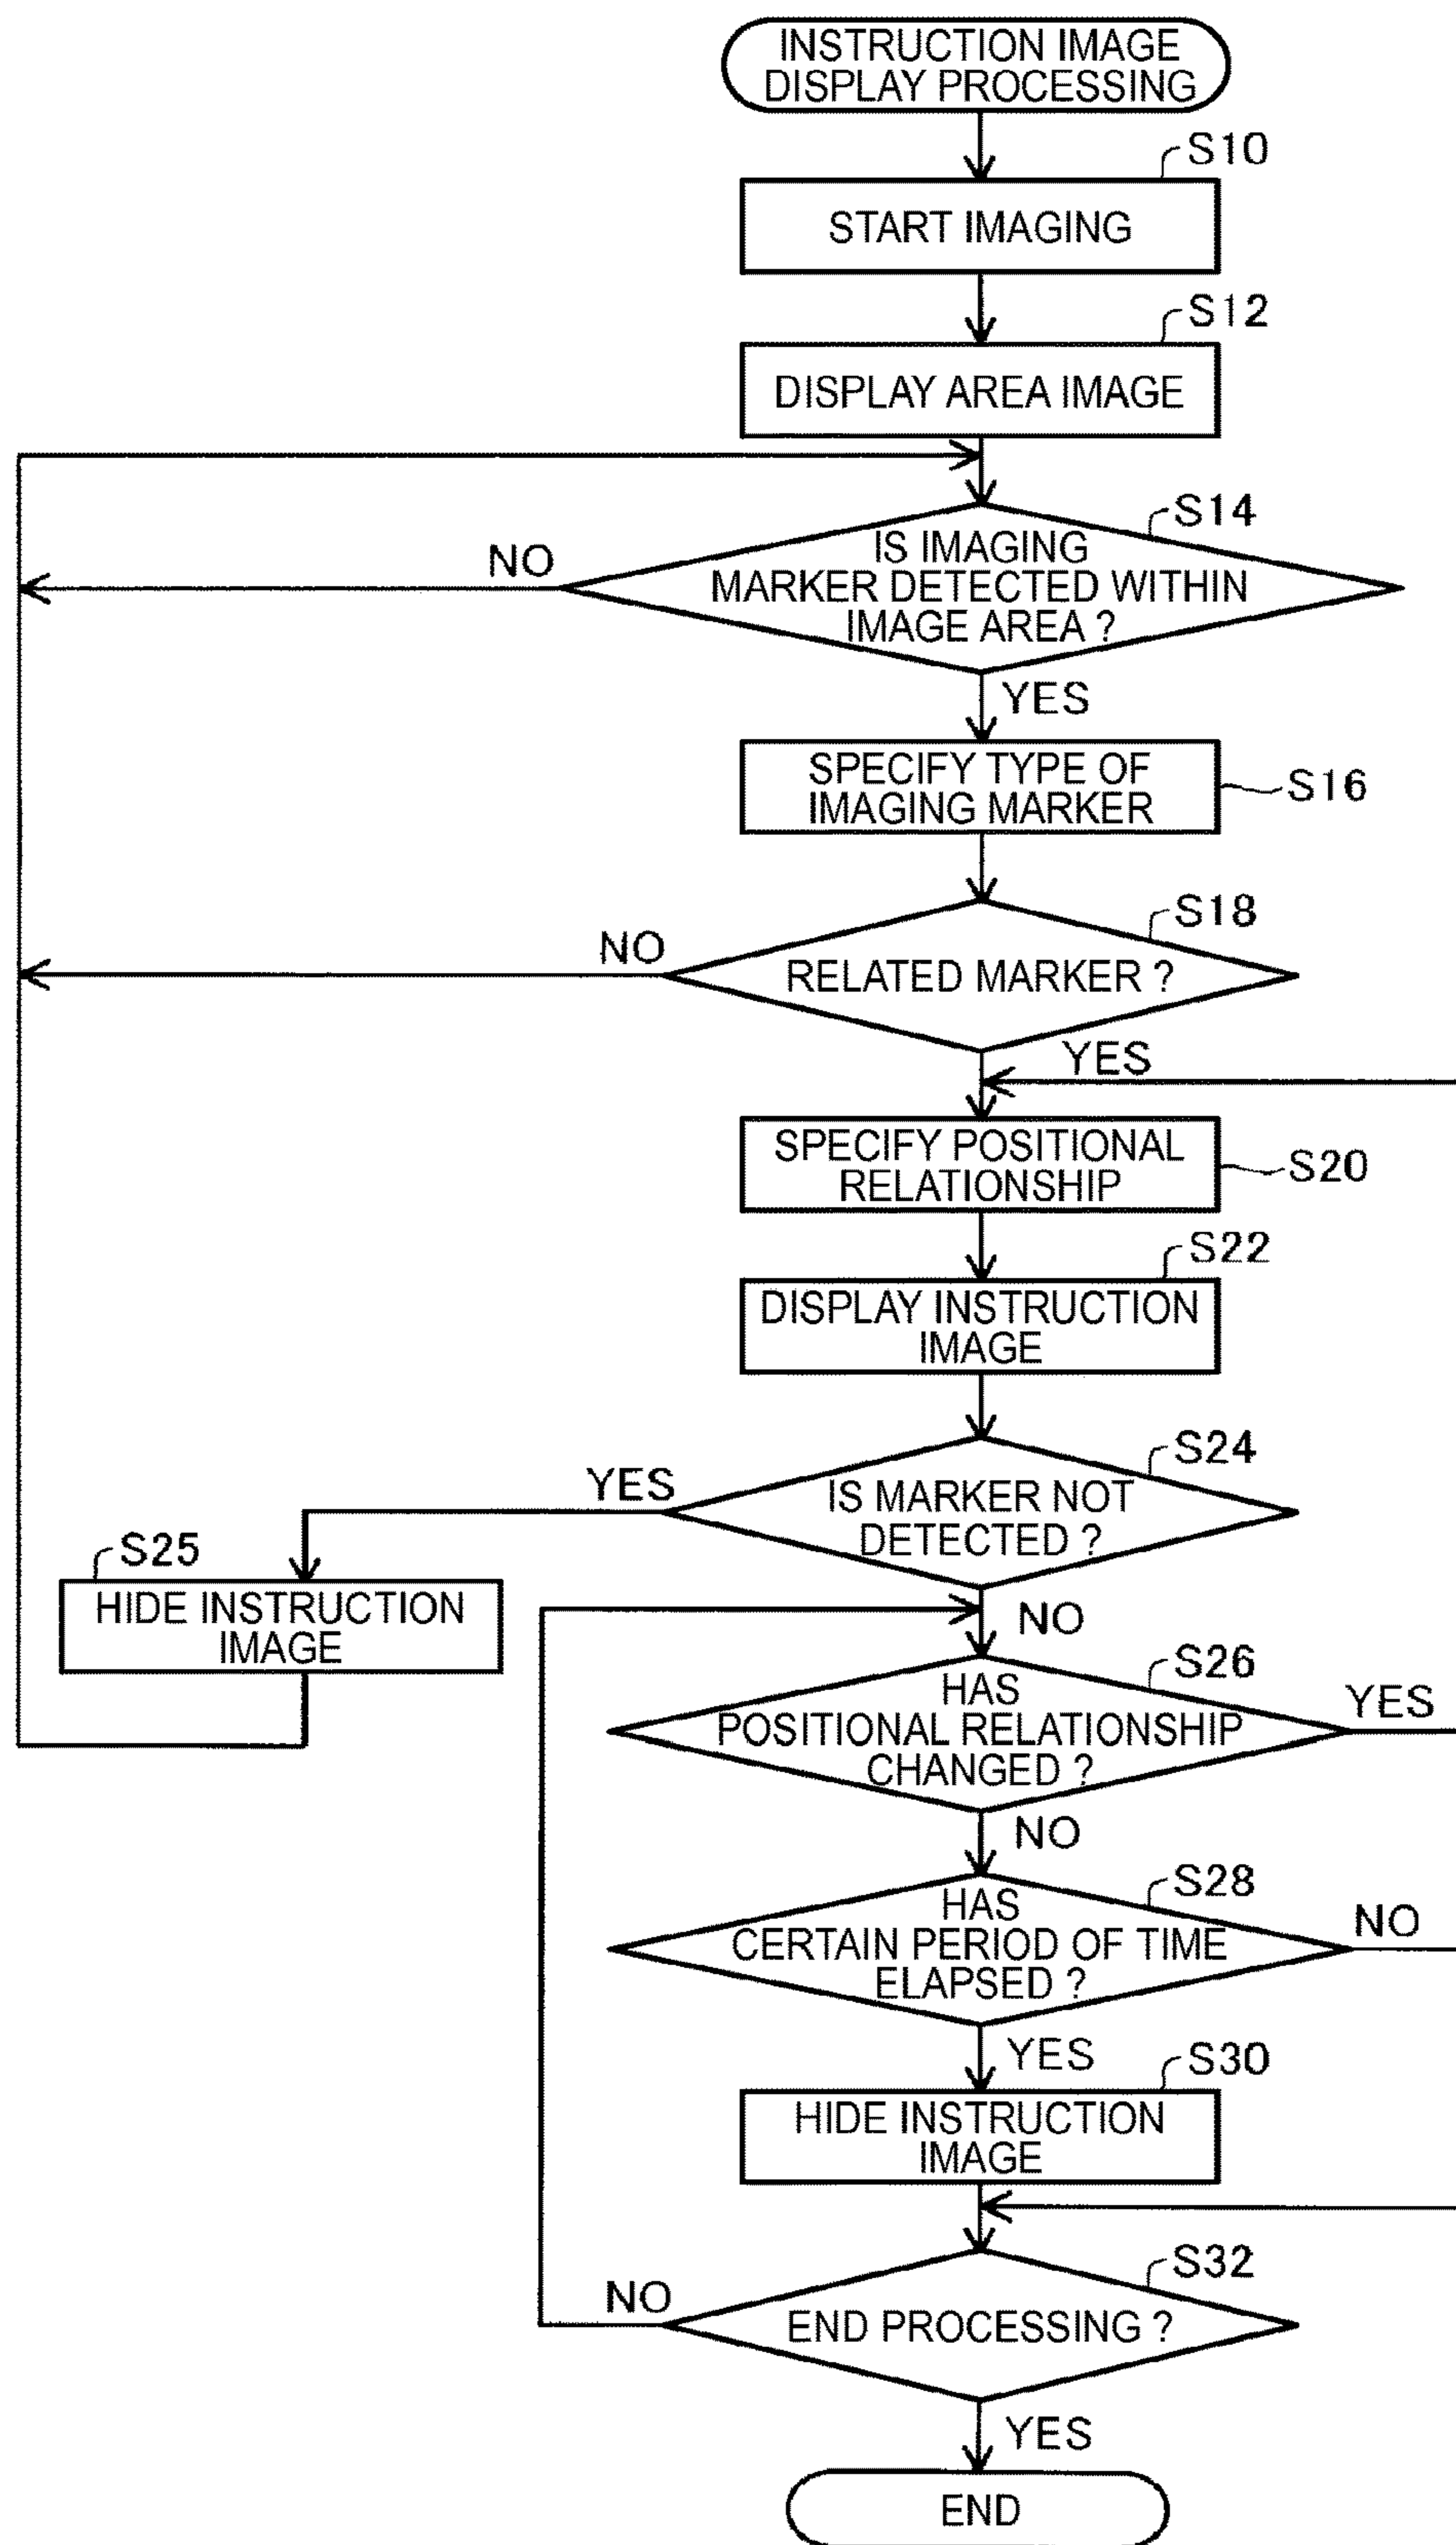 INSTRUCTION IMAGE
DISPLAY PROCESSING
S10
START IMAGING
S12
DISPLAY AREA IMAGE
S14
IS IMAGING
MARKER DETECTED WITHIN
IMAGE AREA ?
NO
YES
SPECIFY TYPE OF
IMAGING MARKER
S16
S18
RELATED MARKER ?
NO
YES
SPECIFY POSITIONAL
RELATIONSHIP
S20
S22
DISPLAY INSTRUCTION
IMAGE
S24
IS MARKER NOT
DETECTED ?
YES
S25
HIDE INSTRUCTION
IMAGE
NO
S26
HAS
POSITIONAL RELATIONSHIP
CHANGED ?
YES
NO
S28
HAS
CERTAIN PERIOD OF TIME
ELAPSED ?
NO
YES
S30
HIDE INSTRUCTION
IMAGE
S32
END PROCESSING ?
NO
YES
END